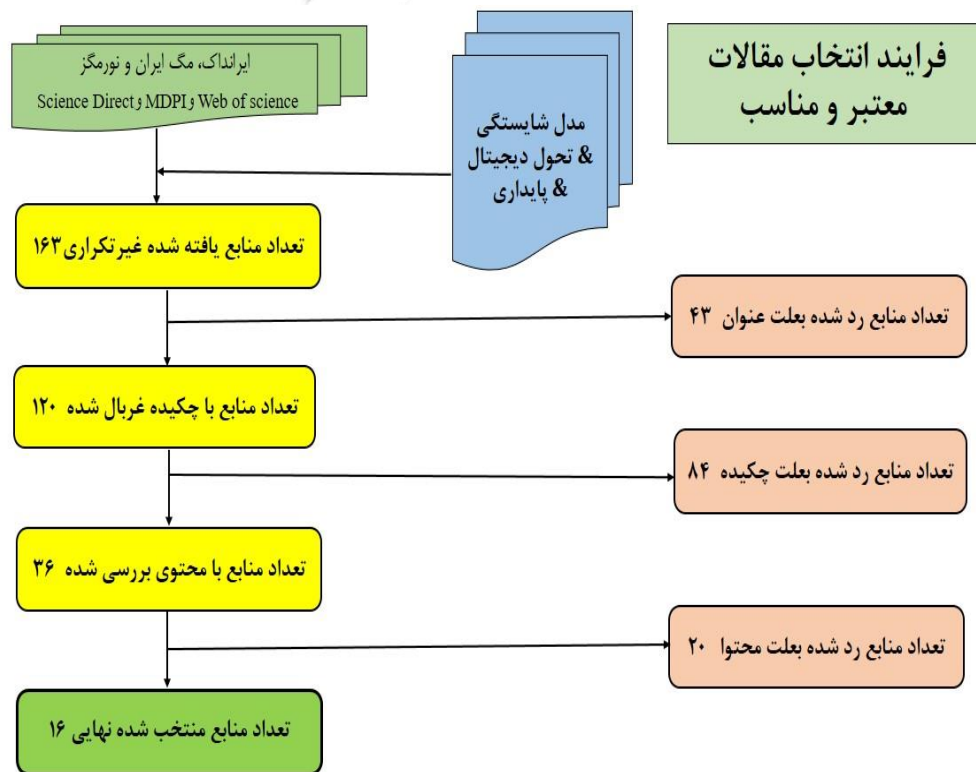 فرایند انتخاب مقالات
معتبر و مناسب
ایرانداک، مگ ایران و نورمگز
Web of science و MDPI و Science Direct
مدل شایستگی
& تحول دیجیتال
& پایداری
تعداد منابع یافته شده غیرتکراری ۱۶۳
تعداد منابع رد شده بعلت عنوان ۴۳
تعداد منابع با چکیده غربال شده ۱۲۰
تعداد منابع رد شده بعلت چکیده ۸۴
تعداد منابع با محتوی بررسی شده ۳۶
تعداد منابع رد شده بعلت محتوا ۲۰
تعداد منابع منتخب شده نهایی ۱۶